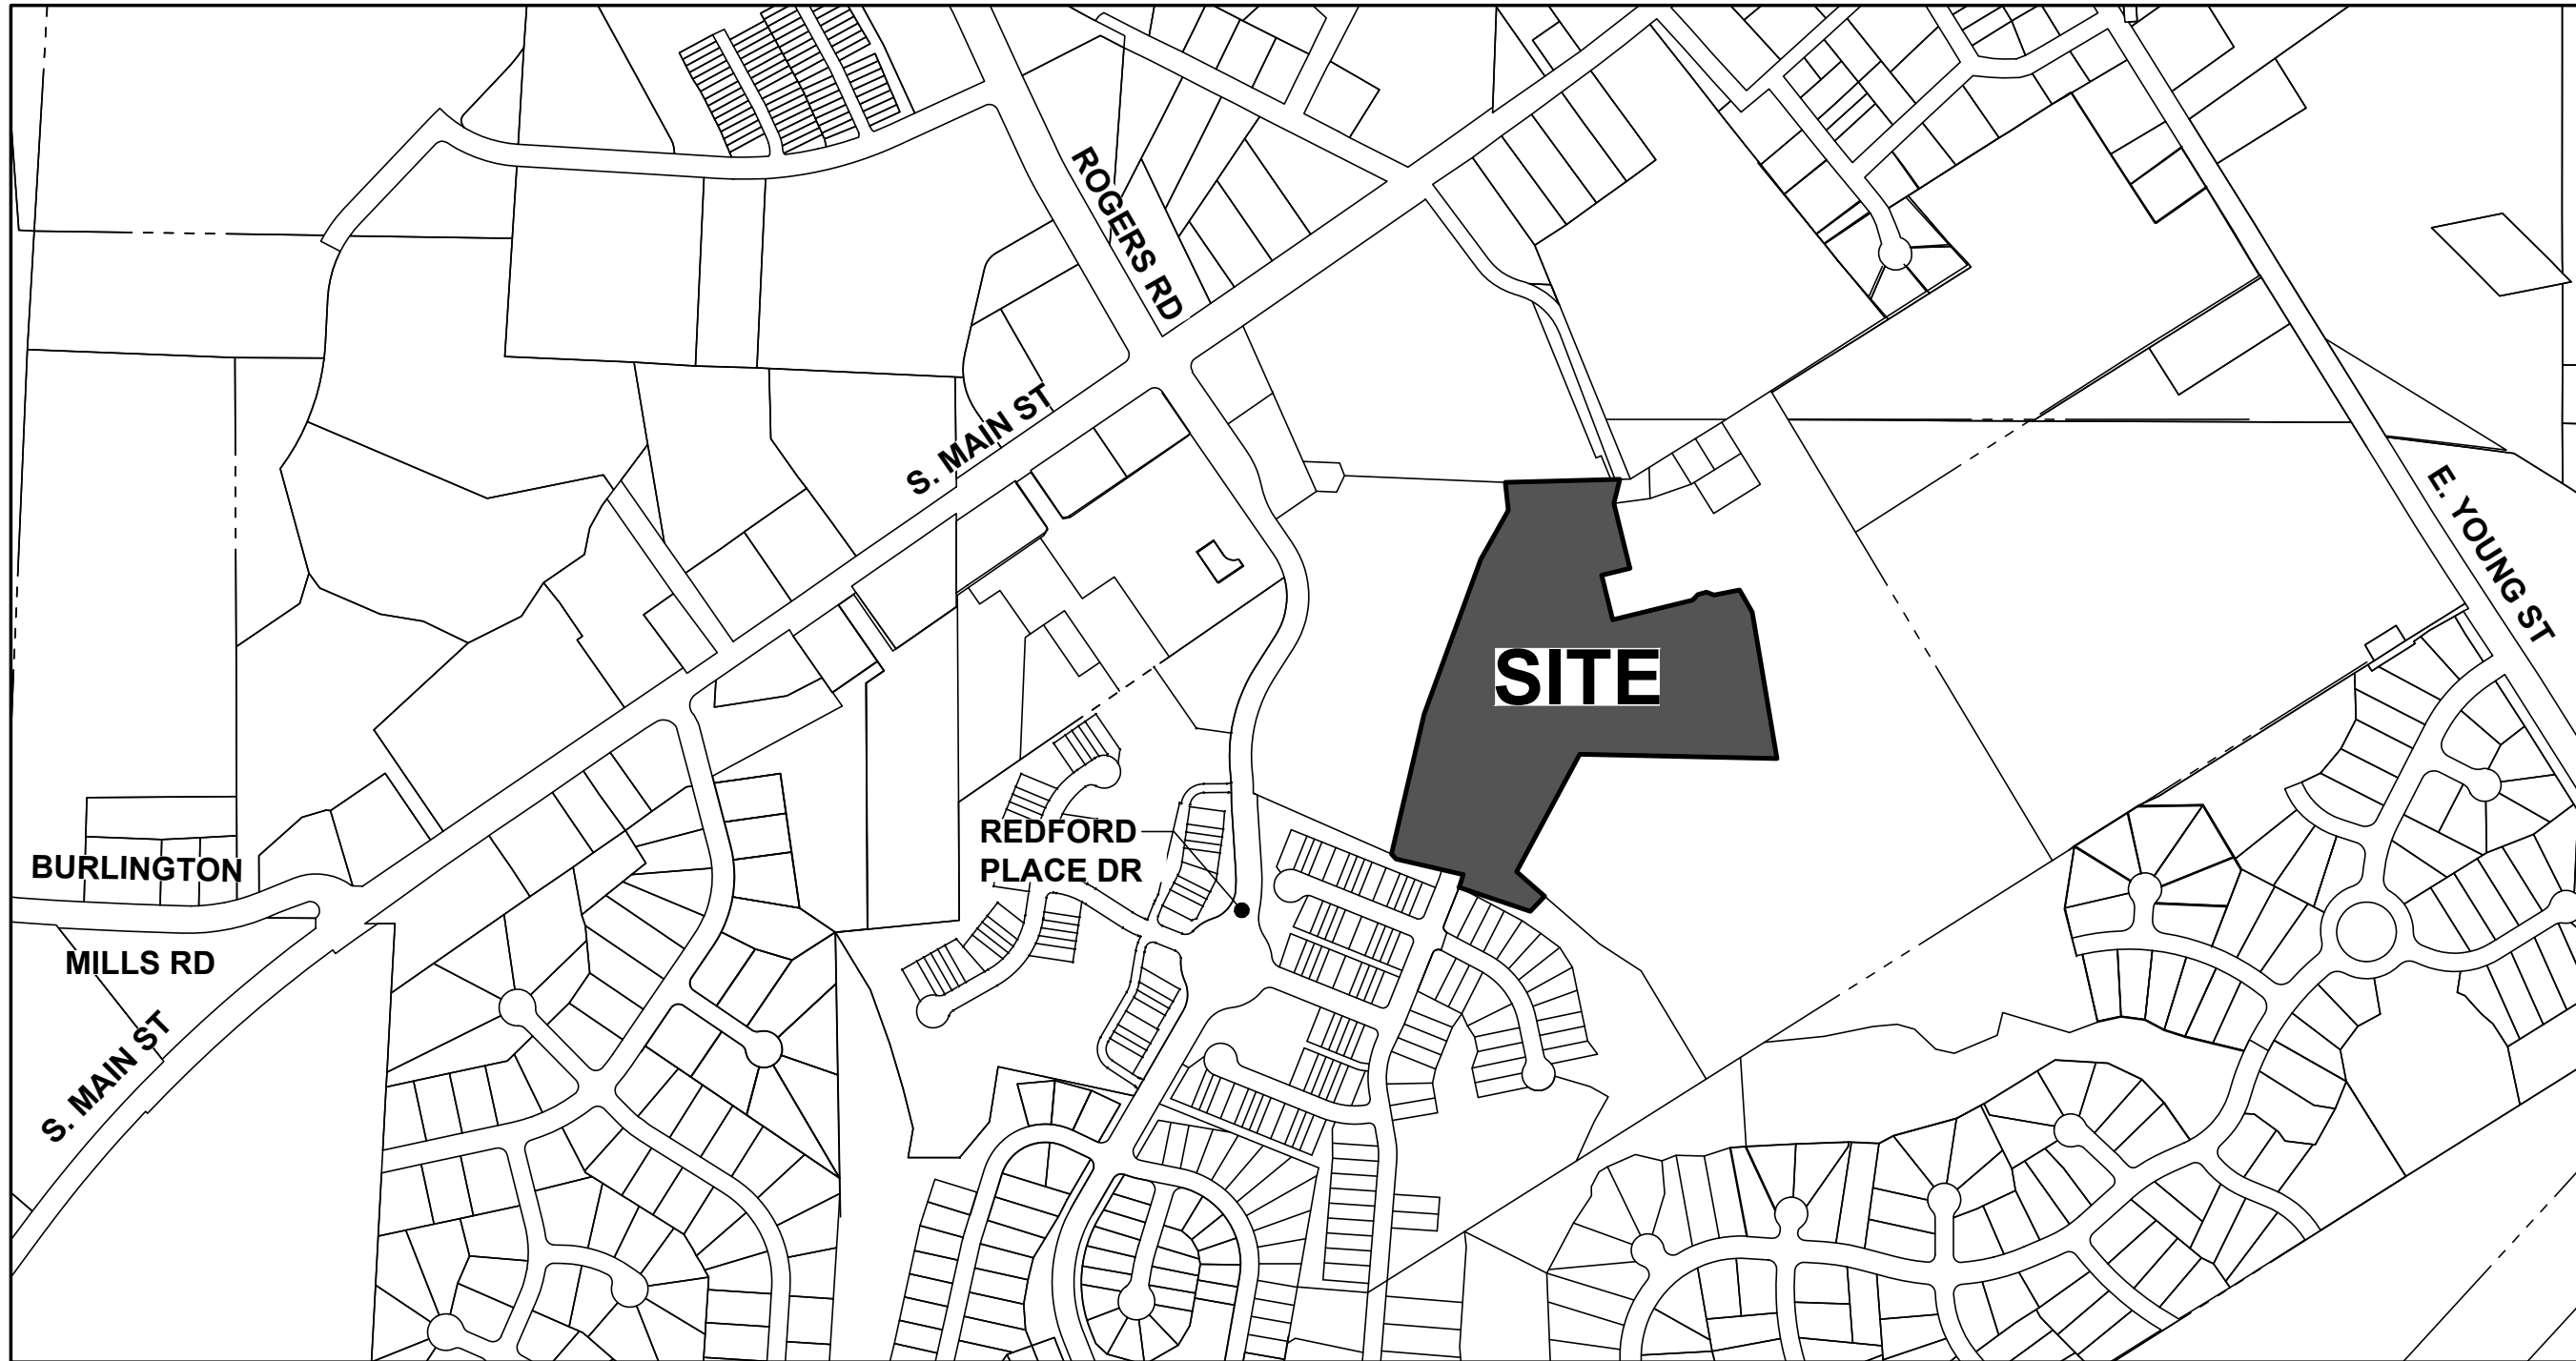 ROGERS RD
S. MAIN ST
E. YOUNG ST
SITE
REDFORD
PLACE DR
BURLINGTON
MILLS RD
S. MAIN ST